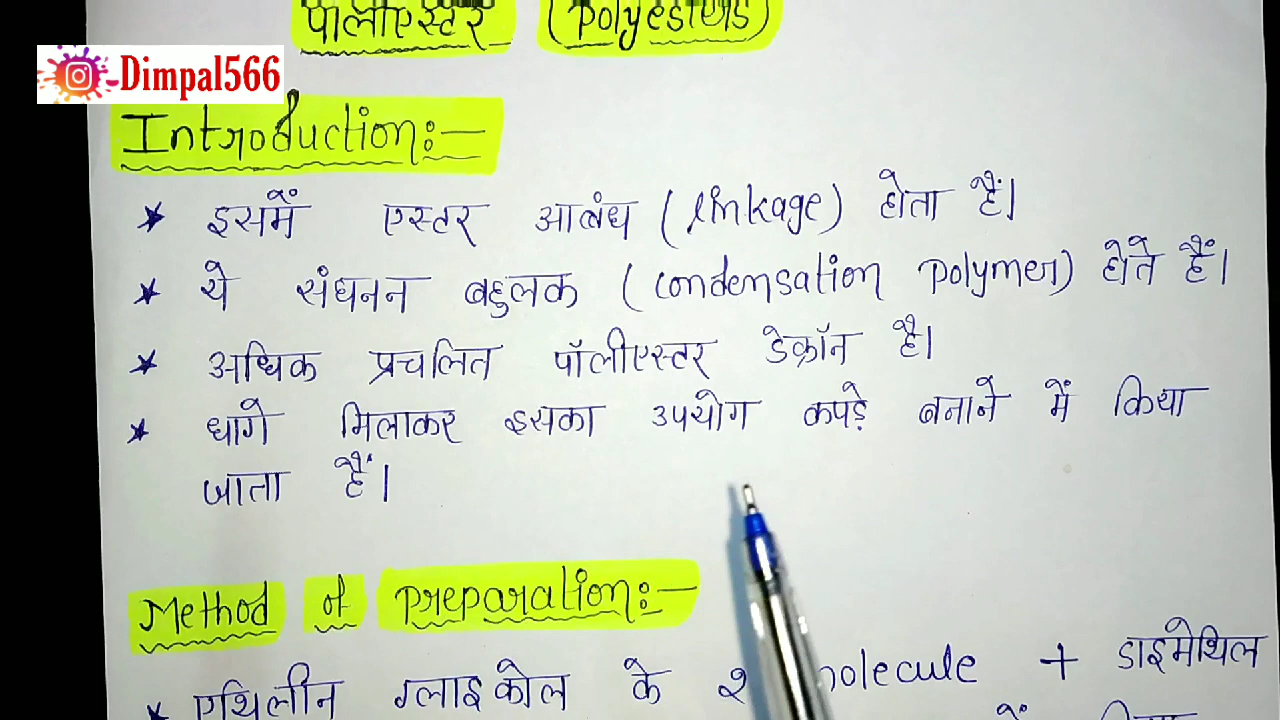 पॉलीएस्टर (Polyesters)
Dimpal566
Introduction:—
★ इसमें एस्टर आबंध (linkage) होता हैं।
★ ये संघनन बहुलक (Condensation Polymer) होते हैं।
★ अधिक प्रचलित पॉलीएस्टर डेक्रॉन है।
★ धागे मिलाकर इसका उपयोग कपड़े बनाने में किया
जाता हैं।
Method of Preparation:—
★ एथिलीन ग्लाइकोल के २ molecule + डाइमेथिल
में